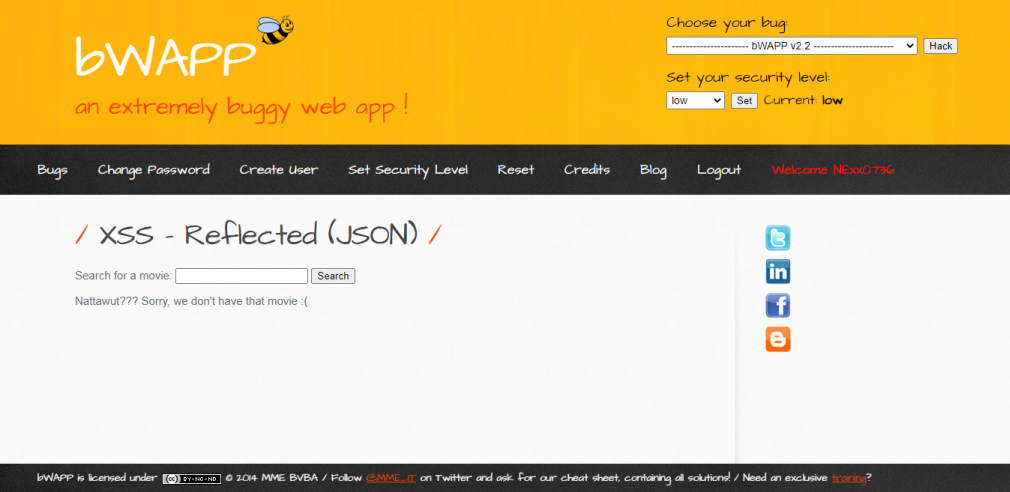 bWAPP
an extremely buggy web app !
Choose your bug:
---------------------- bWAPP v2.2 -----------------------
Hack
Set your security level:
low
Set
Current: low
Bugs
Change Password
Create User
Set Security Level
Reset
Credits
Blog
Logout
Welcome NExx0736
/ XSS - Reflected (JSON) /
Search for a movie:
Search
Nattawut??? Sorry, we don't have that movie :(
bWAPP is licensed under (cc) BY-NC-ND © 2014 MME BVBA / Follow @MME_IT on Twitter and ask for our cheat sheet, containing all solutions! / Need an exclusive training?